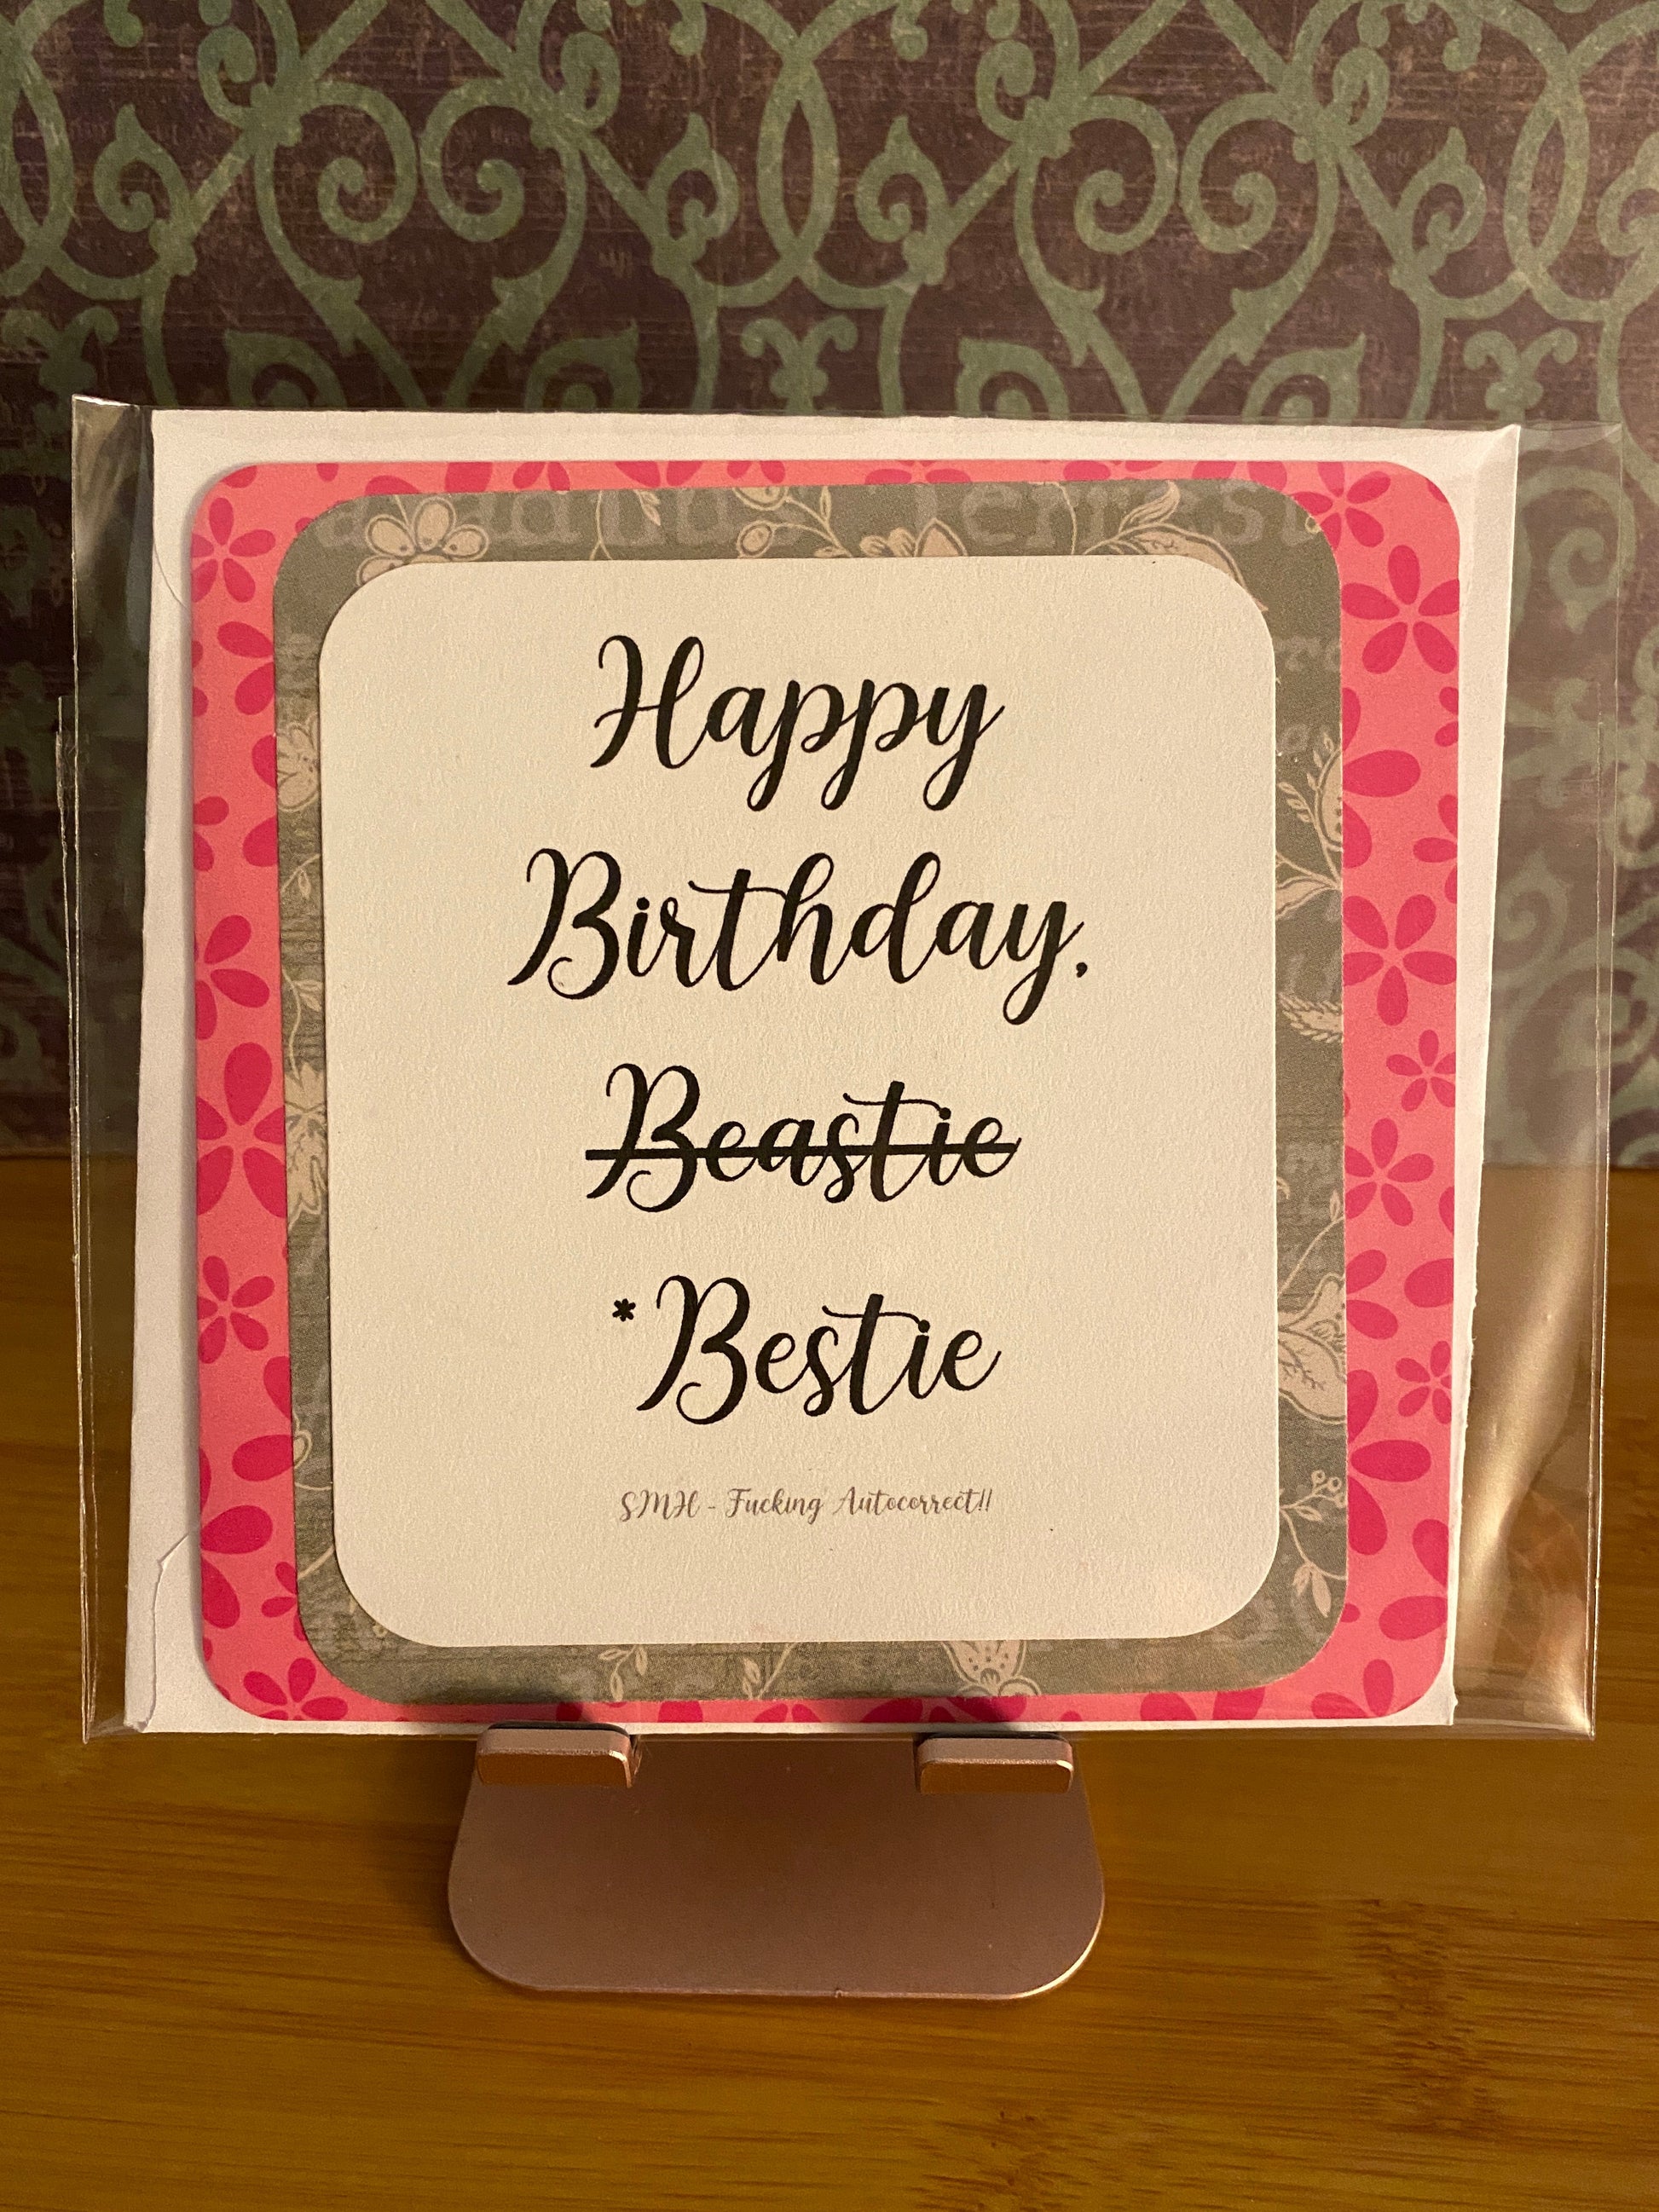 Happy
Birthday,
Beastie
*Bestie
SMH - Fucking Autocorrect!!